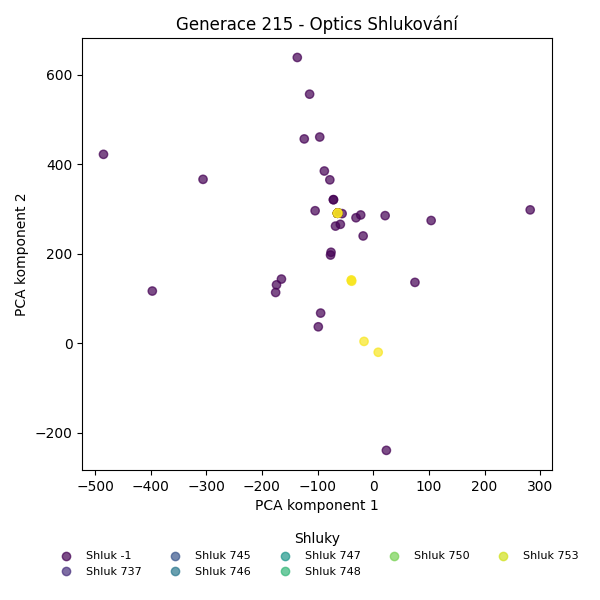 Generace 215 - Optics Shlukování
PCA komponent 2
600
400
200
0
−200
−500
−400
−300
−200
−100
0
100
200
300
PCA komponent 1
Shluky
Shluk -1
Shluk 745
Shluk 747
Shluk 750
Shluk 753
Shluk 737
Shluk 746
Shluk 748